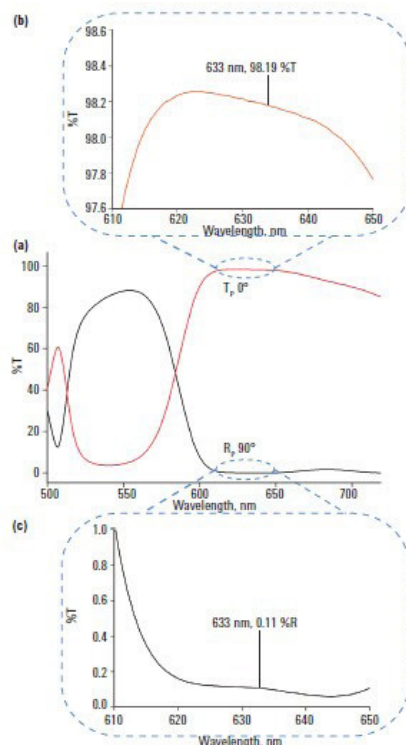 (b)
98.6
98.4
98.2
98.0
97.8
97.6
%T
633 nm, 98.19 %T
610 620 630 640 650
Wavelength, nm
(a)
100
80
60
40
20
0
%T
Tp 0°
Rp 90°
500 550 600 650 700
Wavelength, nm
(c)
1.0
0.8
0.6
0.4
0.2
0.0
%T
633 nm, 0.11 %R
610 620 630 640 650
Wavelength, nm